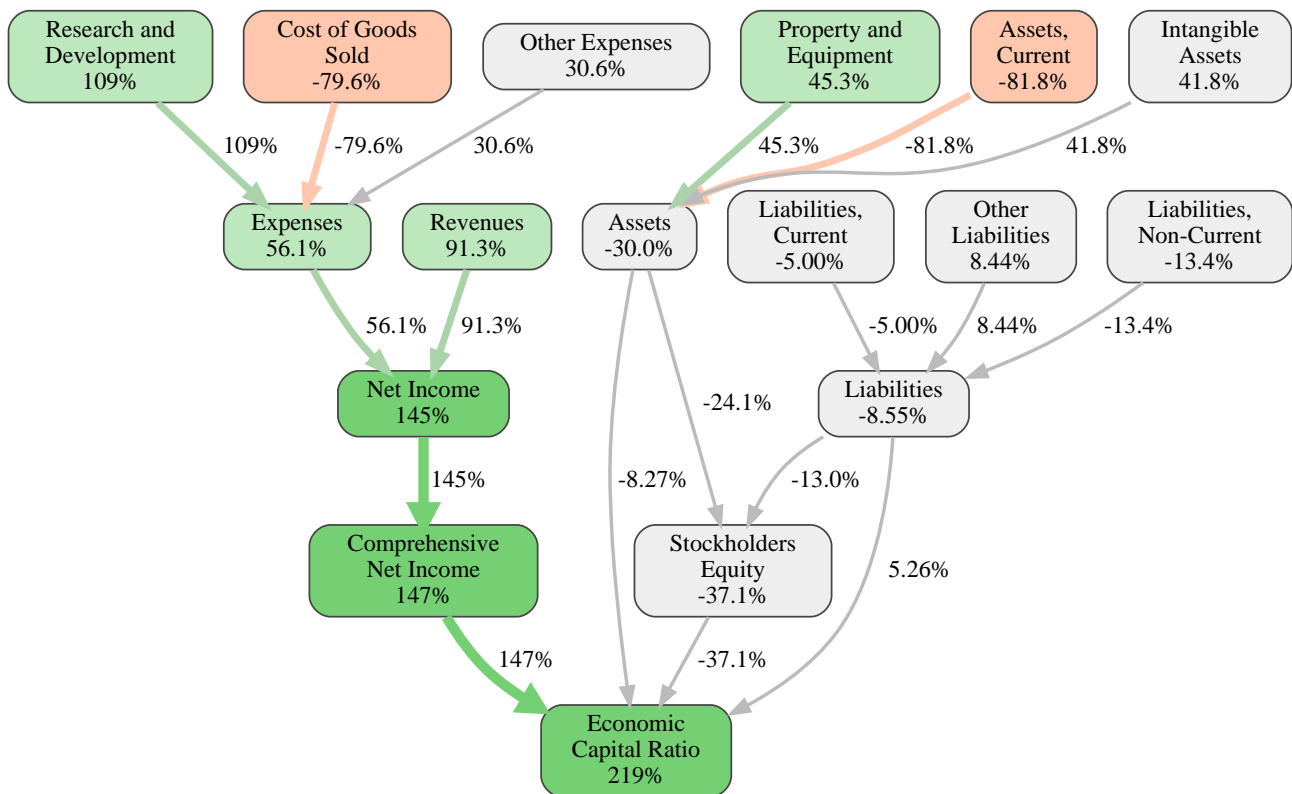 Research and
Development
109%
Cost of Goods
Sold
-79.6%
Other Expenses
30.6%
Property and
Equipment
45.3%
Assets,
Current
-81.8%
Intangible
Assets
41.8%
109%
-79.6%
30.6%
45.3%
-81.8%
41.8%
Expenses
56.1%
Revenues
91.3%
Assets
-30.0%
Liabilities,
Current
-5.00%
Other
Liabilities
8.44%
Liabilities,
Non-Current
-13.4%
56.1%
91.3%
-5.00%
8.44%
-13.4%
Net Income
145%
-24.1%
Liabilities
-8.55%
145%
-8.27%
-13.0%
Comprehensive
Net Income
147%
Stockholders
Equity
-37.1%
5.26%
147%
-37.1%
Economic
Capital Ratio
219%